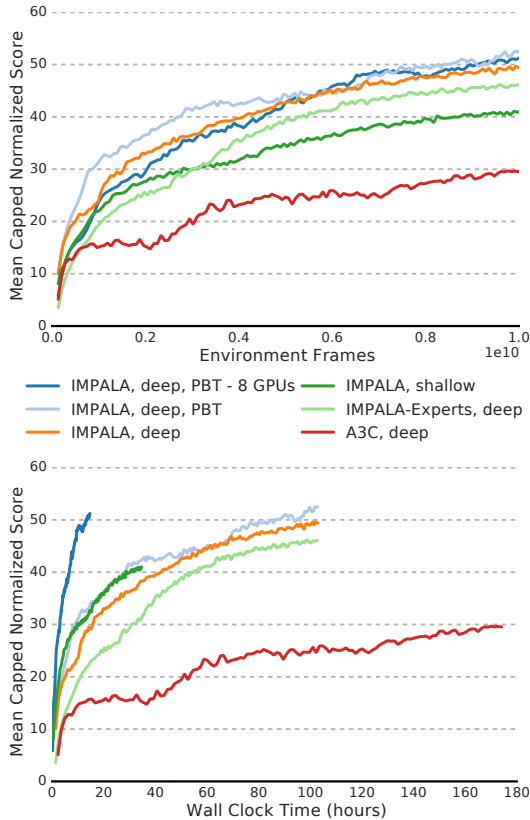 60
50
40
30
20
10
0
Mean Capped Normalized Score
0.0 0.2 0.4 0.6 0.8 1.0
1e10
Environment Frames
IMPALA, deep, PBT - 8 GPUs
IMPALA, deep, PBT
IMPALA, deep
IMPALA, shallow
IMPALA-Experts, deep
A3C, deep
60
50
40
30
20
10
0
Mean Capped Normalized Score
0 20 40 60 80 100 120 140 160 180
Wall Clock Time (hours)